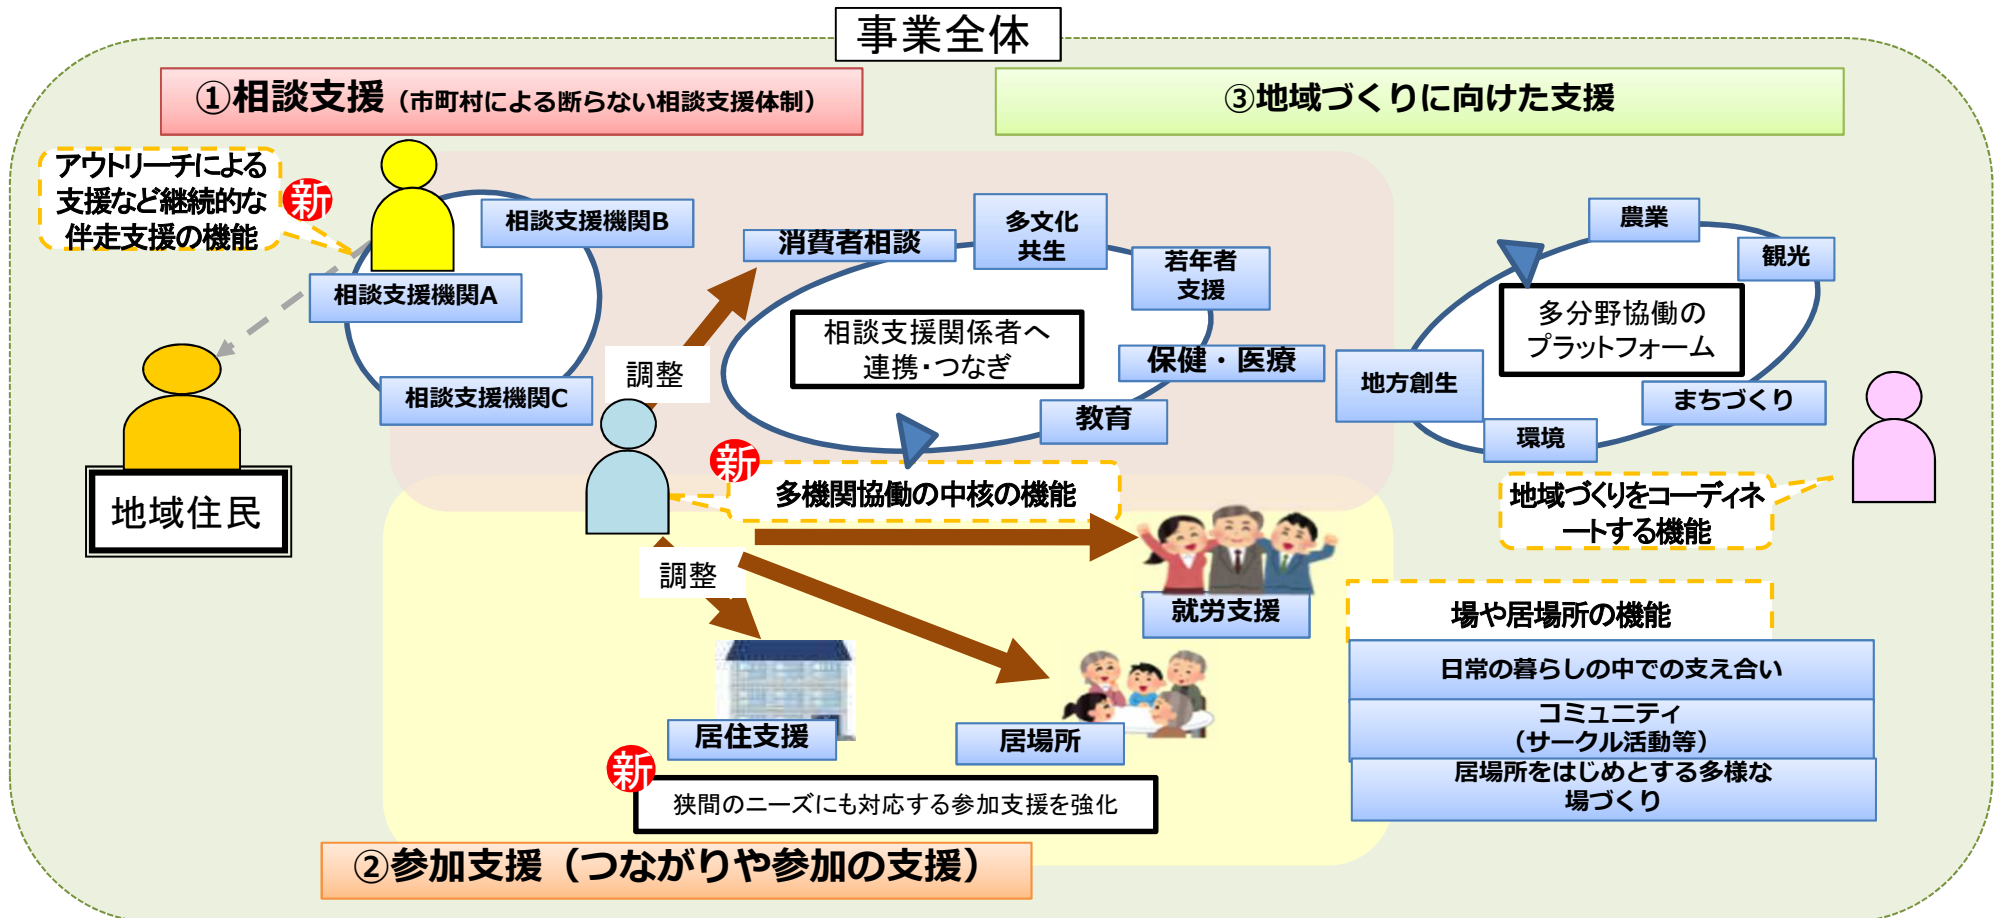 事業全体
①相談支援（市町村による断らない相談支援体制）
③地域づくりに向けた支援
アウトリーチによる
支援など継続的な
伴走支援の機能
新
相談支援機関B
相談支援機関A
相談支援機関C
地域住民
消費者相談
多文化
共生
若年者
支援
保健・医療
教育
相談支援関係者へ
連携・つなぎ
調整
新
多機関協働の中核の機能
農業
観光
多分野協働の
プラットフォーム
地方創生
まちづくり
環境
地域づくりをコーディネ
ートする機能
調整
就労支援
居住支援
居場所
新
狭間のニーズにも対応する参加支援を強化
場や居場所の機能
日常の暮らしの中での支え合い
コミュニティ
（サークル活動等）
居場所をはじめとする多様な
場づくり
②参加支援（つながりや参加の支援）